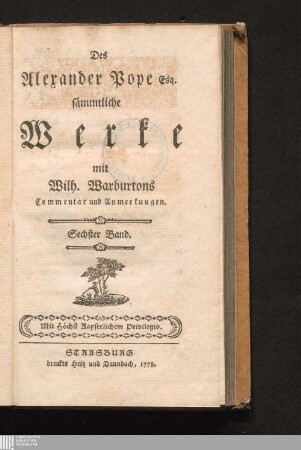 Des
Alexander Pope Esq.
sämmtliche
Werke
mit
Wilh. Warburtons
Commentar und Anmerkungen.
Sechster Band.
Mit Höchst Kayserlichem Privilegio.
STRASBURG
druckts Heitz und Dannbach, 1778.